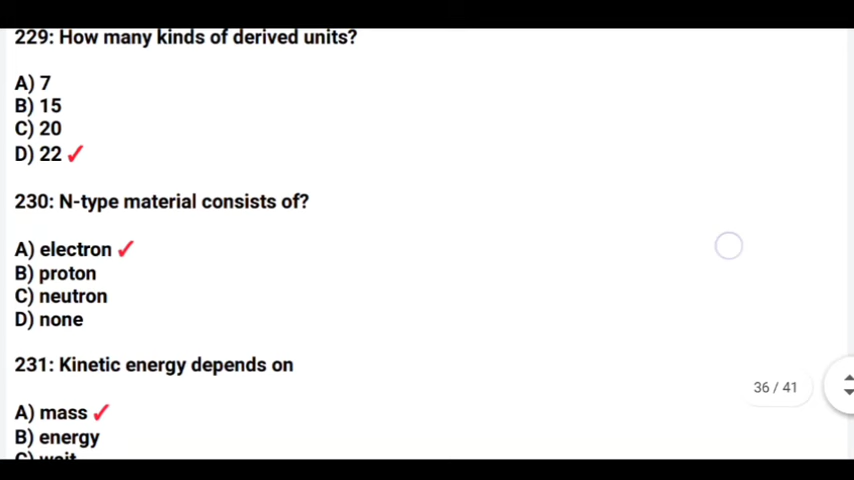 229: How many kinds of derived units?
A) 7
B) 15
C) 20
D) 22 ✓
230: N-type material consists of?
A) electron ✓
B) proton
C) neutron
D) none
231: Kinetic energy depends on
36 / 41
A) mass ✓
B) energy
C) wait